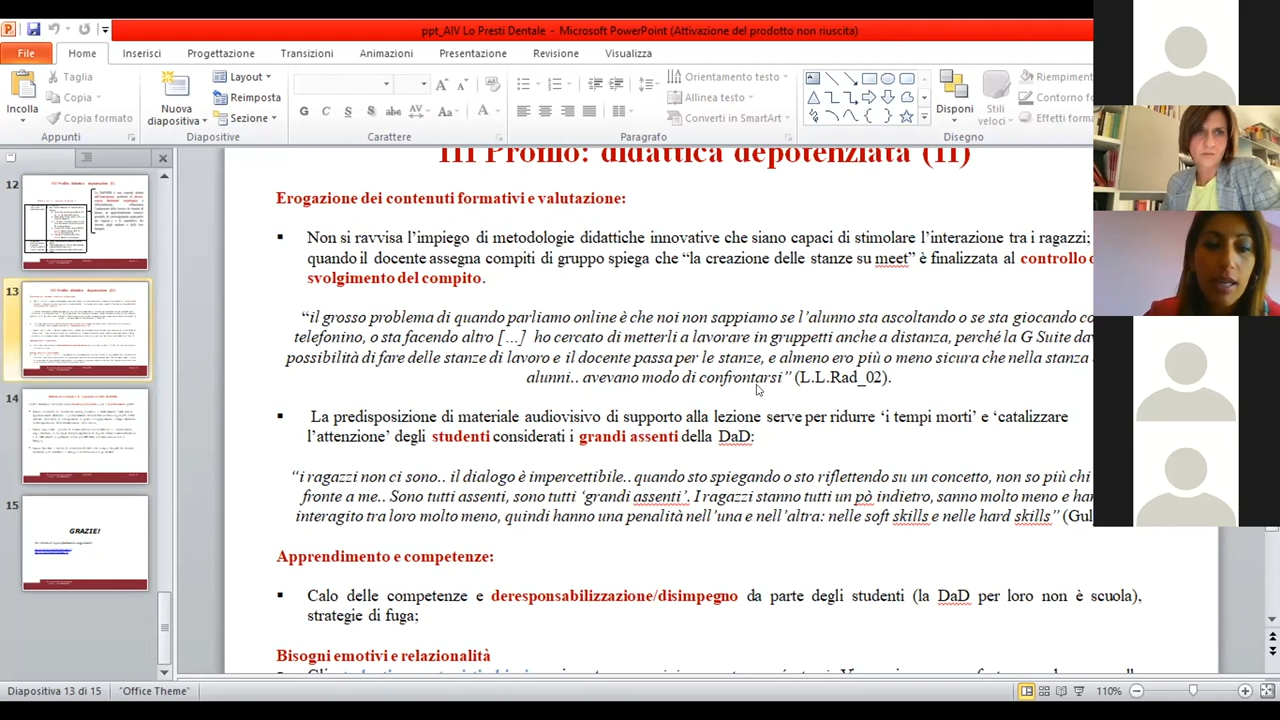 ppt_AIV Lo Presti Dentale - Microsoft PowerPoint (Attivazione del prodotto non riuscita)
File Home Inserisci Progettazione Transizioni Animazioni Presentazione Revisione Visualizza
Incolla
Taglia
Copia
Copia formato
Appunti
Nuova
diapositiva
Layout
Reimposta
Sezione
Diapositive
Carattere
Orientamento testo
Allinea testo
Converti in SmartArt
Paragrafo
Disponi
Stili
veloci
Riempimen
Contorno fo
Effetti form
Disegno
12
13
14
15
GRAZIE!
III Profilo: didattica depotenziata (II)
Erogazione dei contenuti formativi e valutazione:
▪ Non si ravvisa l’impiego di metodologie didattiche innovative che siano capaci di stimolare l’interazione tra i ragazzi;
quando il docente assegna compiti di gruppo spiega che “la creazione delle stanze su meet” è finalizzata al controllo
svolgimento del compito.
“il grosso problema di quando parliamo online è che noi non sappiamo se l’alunno sta ascoltando o se sta giocando co
telefonino, o sta facendo altro [...] ho cercato di metterli a lavorare in gruppetti anche a distanza, perché la G Suite dav
possibilità di fare delle stanze di lavoro.. il docente passa per le stanze.. almeno ero più o meno sicura che nella stanza
alunni.. avevano modo di confrontarsi” (L.L.Rad_02).
▪ La predisposizione di materiale audiovisivo di supporto alla lezione serve per ridurre ‘i tempi morti’ e ‘catalizzare
l’attenzione’ degli studenti considerati i grandi assenti della DaD:
“i ragazzi non ci sono.. il dialogo è impercettibile.. quando sto spiegando o sto riflettendo su un concetto, non so più chi
fronte a me.. Sono tutti assenti, sono tutti ‘grandi assenti’. I ragazzi stanno tutti un pò indietro, sanno molto meno e han
interagito tra loro molto meno, quindi hanno una penalità nell’una e nell’altra: nelle soft skills e nelle hard skills” (Gul
Apprendimento e competenze:
▪ Calo delle competenze e deresponsabilizzazione/disimpegno da parte degli studenti (la DaD per loro non è scuola),
strategie di fuga;
Bisogni emotivi e relazionalità
Diapositiva 13 di 15 "Office Theme" 110%